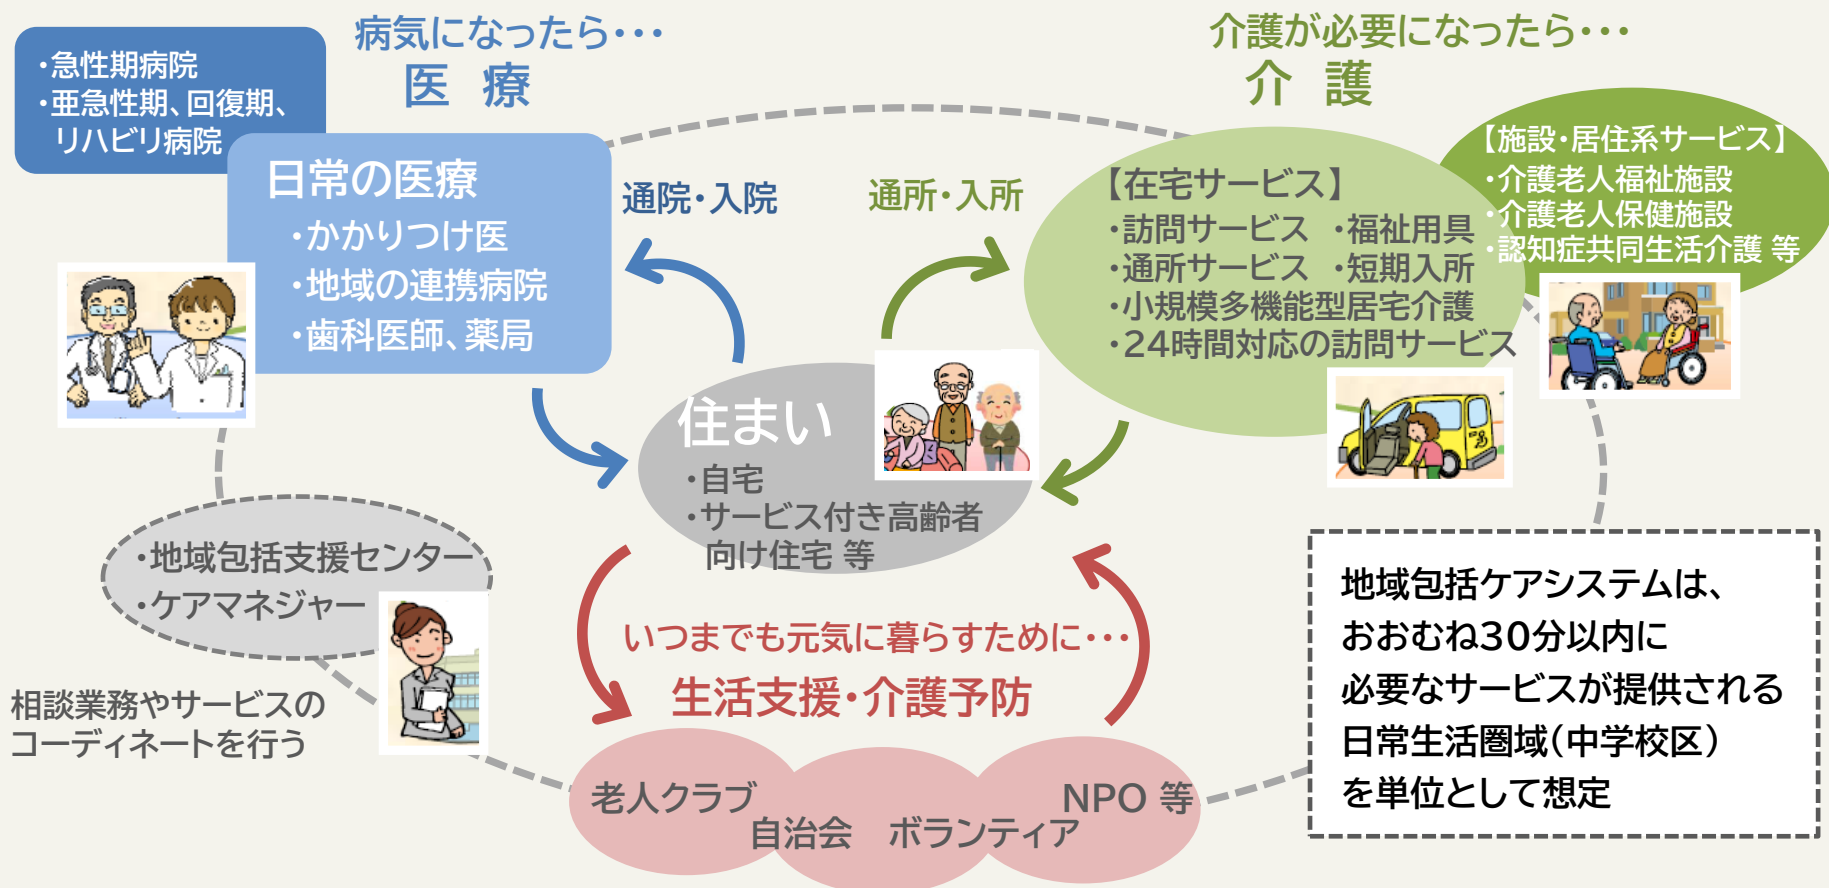 病気になったら・・・
医 療
・急性期病院
・亜急性期、回復期、
リハビリ病院
日常の医療
・かかりつけ医
・地域の連携病院
・歯科医師、薬局
通院・入院
介護が必要になったら・・・
介 護
通所・入所
【在宅サービス】
・訪問サービス ・福祉用具
・通所サービス ・短期入所
・小規模多機能型居宅介護
・24時間対応の訪問サービス
【施設・居住系サービス】
・介護老人福祉施設
・介護老人保健施設
・認知症共同生活介護 等
住まい
・自宅
・サービス付き高齢者
向け住宅 等
・地域包括支援センター
・ケアマネジャー
相談業務やサービスの
コーディネートを行う
いつまでも元気に暮らすために・・・
生活支援・介護予防
老人クラブ
自治会
ボランティア
NPO 等
地域包括ケアシステムは、
おおむね30分以内に
必要なサービスが提供される
日常生活圏域（中学校区）
を単位として想定